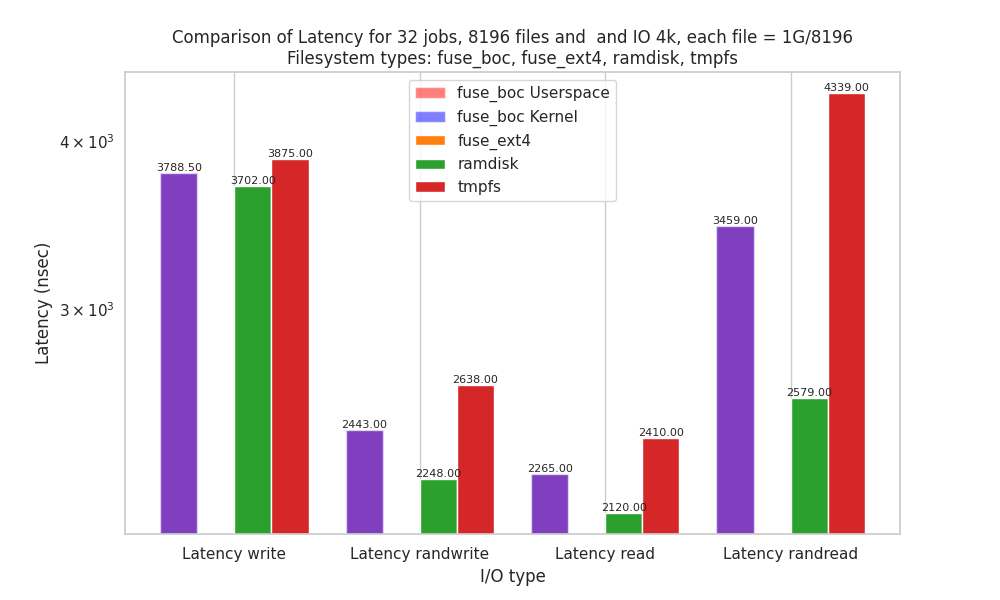 Comparison of Latency for 32 jobs, 8196 files and  and IO 4k, each file = 1G/8196
Filesystem types: fuse_boc, fuse_ext4, ramdisk, tmpfs
fuse_boc Userspace
fuse_boc Kernel
fuse_ext4
ramdisk
tmpfs
4 × 10³
3 × 10³
Latency (nsec)
3788.50
3702.00
3875.00
2443.00
2248.00
2638.00
2265.00
2120.00
2410.00
3459.00
2579.00
4339.00
Latency write
Latency randwrite
Latency read
Latency randread
I/O type